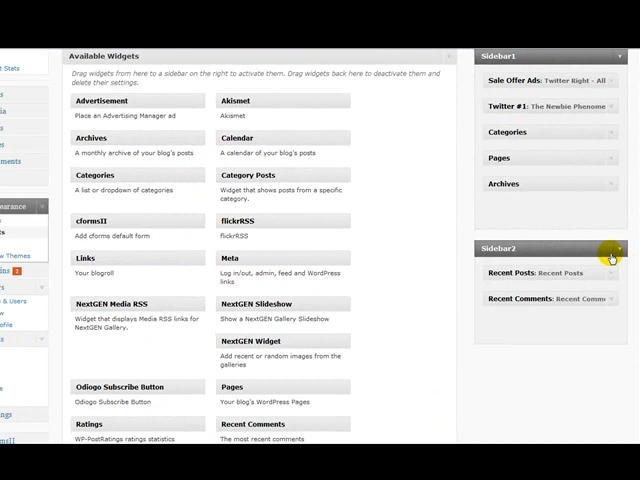 t Stats
s
ia
s
es
ments
earance
ts
w Themes
ins 2
rs
& Users
w
ofile
s
ngs
ormsII
Available Widgets
Drag widgets from here to a sidebar on the right to activate them. Drag widgets back here to deactivate them and
delete their settings.
Advertisement
Place an Advertising Manager ad
Akismet
Akismet
Archives
A monthly archive of your blog's posts
Calendar
A calendar of your blog's posts
Categories
A list or dropdown of categories
Category Posts
Widget that shows posts from a specific
category.
cformsII
Add cforms default form
flickrRSS
flickrRSS
Links
Your blogroll
Meta
Log in/out, admin, feed and WordPress
links
NextGEN Media RSS
Widget that displays Media RSS links for
NextGEN Gallery.
NextGEN Slideshow
Show a NextGEN Gallery Slideshow
NextGEN Widget
Add recent or random images from the
galleries
Odiogo Subscribe Button
Odiogo Subscribe Button
Pages
Your blog's WordPress Pages
Ratings
WP-PostRatings ratings statistics
Recent Comments
The most recent comments
Sidebar1
Sale Offer Ads: Twitter Right - All
Twitter #1: The Newbie Phenome
Categories
Pages
Archives
Sidebar2
Recent Posts: Recent Posts
Recent Comments: Recent Comm